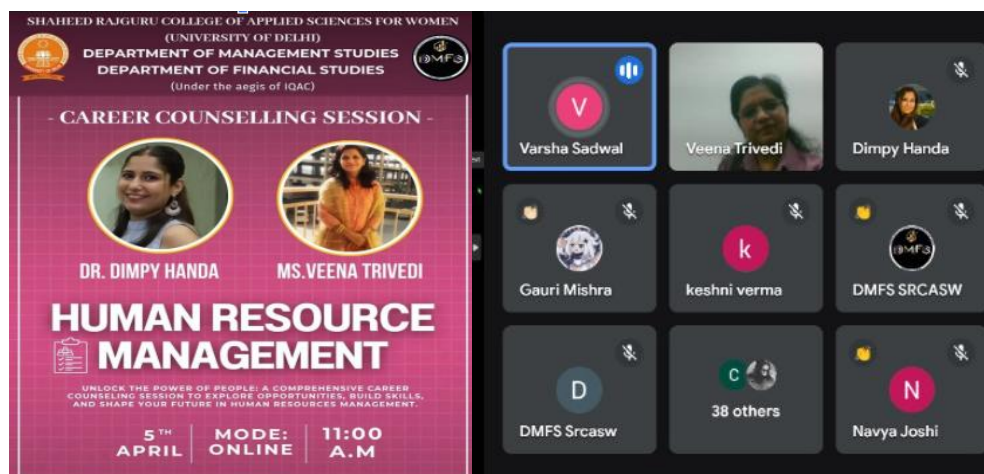 SHAHEED RAJGURU COLLEGE OF APPLIED SCIENCES FOR WOMEN
(UNIVERSITY OF DELHI)
DEPARTMENT OF MANAGEMENT STUDIES
DEPARTMENT OF FINANCIAL STUDIES
(Under the aegis of IQAC)
DMFS
- CAREER COUNSELLING SESSION -
DR. DIMPY HANDA
MS.VEENA TRIVEDI
HUMAN RESOURCE
MANAGEMENT
UNLOCK THE POWER OF PEOPLE: A COMPREHENSIVE CAREER
COUNSELING SESSION TO EXPLORE OPPORTUNITIES, BUILD SKILLS,
AND SHAPE YOUR FUTURE IN HUMAN RESOURCES MANAGEMENT.
5TH
APRIL
MODE:
ONLINE
11:00
A.M
V
Varsha Sadwal
Veena Trivedi
Dimpy Handa
Gauri Mishra
k
keshni verma
DMFS
DMFS SRCASW
D
DMFS Srcasw
C
38 others
N
Navya Joshi